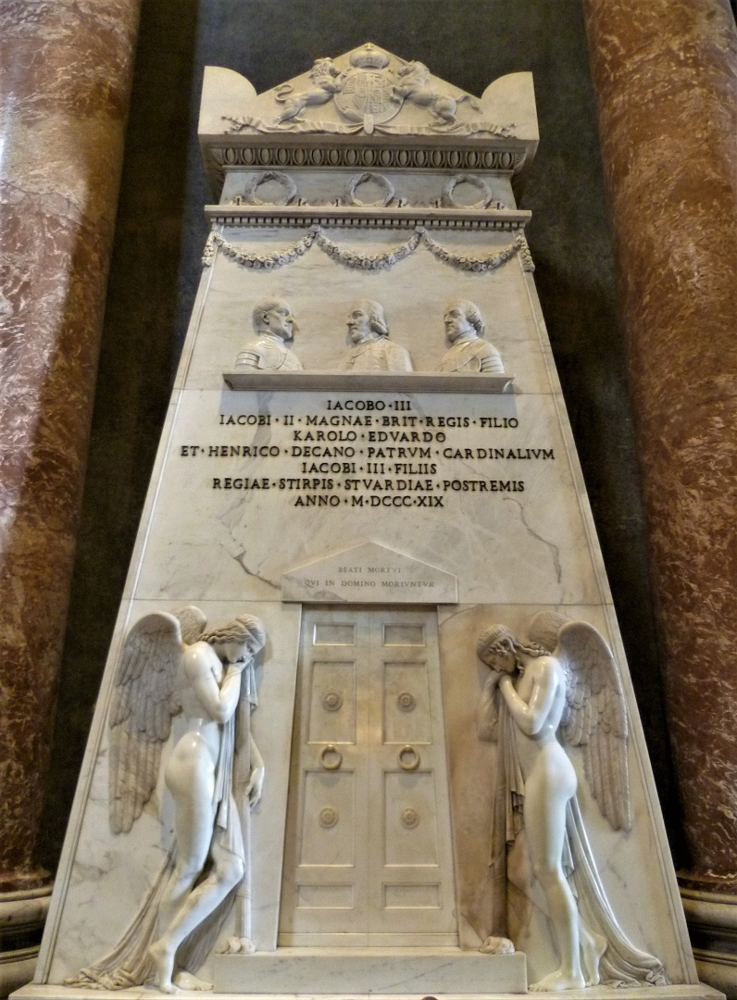 IACOBO·III
IACOBI·II·MAGNAE·BRIT·REGIS·FILIO
KAROLO·EDVARDO
ET·HENRICO·DECANO·PATRVM·CARDINALIVM
IACOBI·III·FILIIS
REGIAE·STIRPIS·STVARDIAE·POSTREMIS
ANNO·M·DCCC·XIX
BEATI MORTVI
QVI IN DOMINO MORIVNTVR